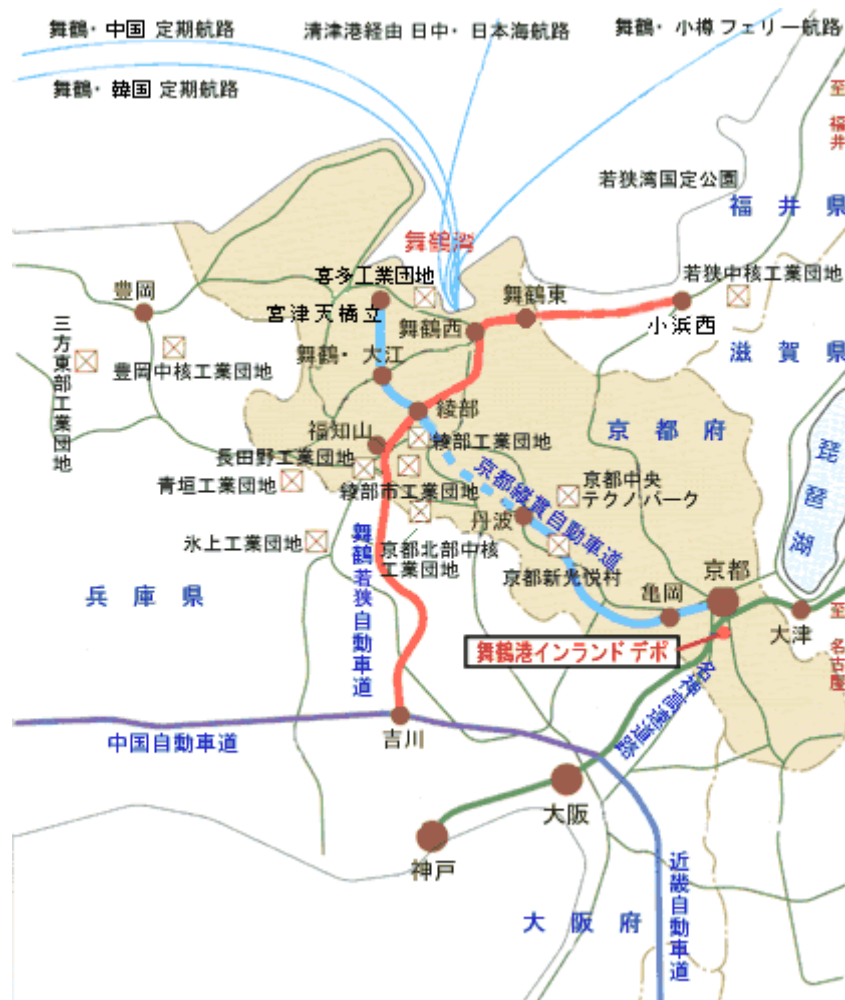 舞鶴・中国 定期航路
清津港経由 日中・日本海航路
舞鶴・小樽フェリー航路
舞鶴・韓国 定期航路
至
福井
若狭湾国定公園
福井県
舞鶴湾
喜多工業団地
若狭中核工業団地
豊岡
宮津天橋立
舞鶴東
舞鶴西
小浜西
三方東部工業団地
豊岡中核工業団地
舞鶴・大江
滋賀県
綾部
福知山
綾部工業団地
京都府
長田野工業団地
青垣工業団地
綾部市工業団地
京都縦貫自動車道
京都中央
テクノパーク
琵琶湖
丹波
氷上工業団地
舞鶴若狭自動車道
京都北部中核
工業団地
京都新光悦村
京都
亀岡
兵庫県
大津
至
名古屋
舞鶴港インランドデポ
名神高速道路
中国自動車道
吉川
大阪
神戸
近畿自動車道
大阪府